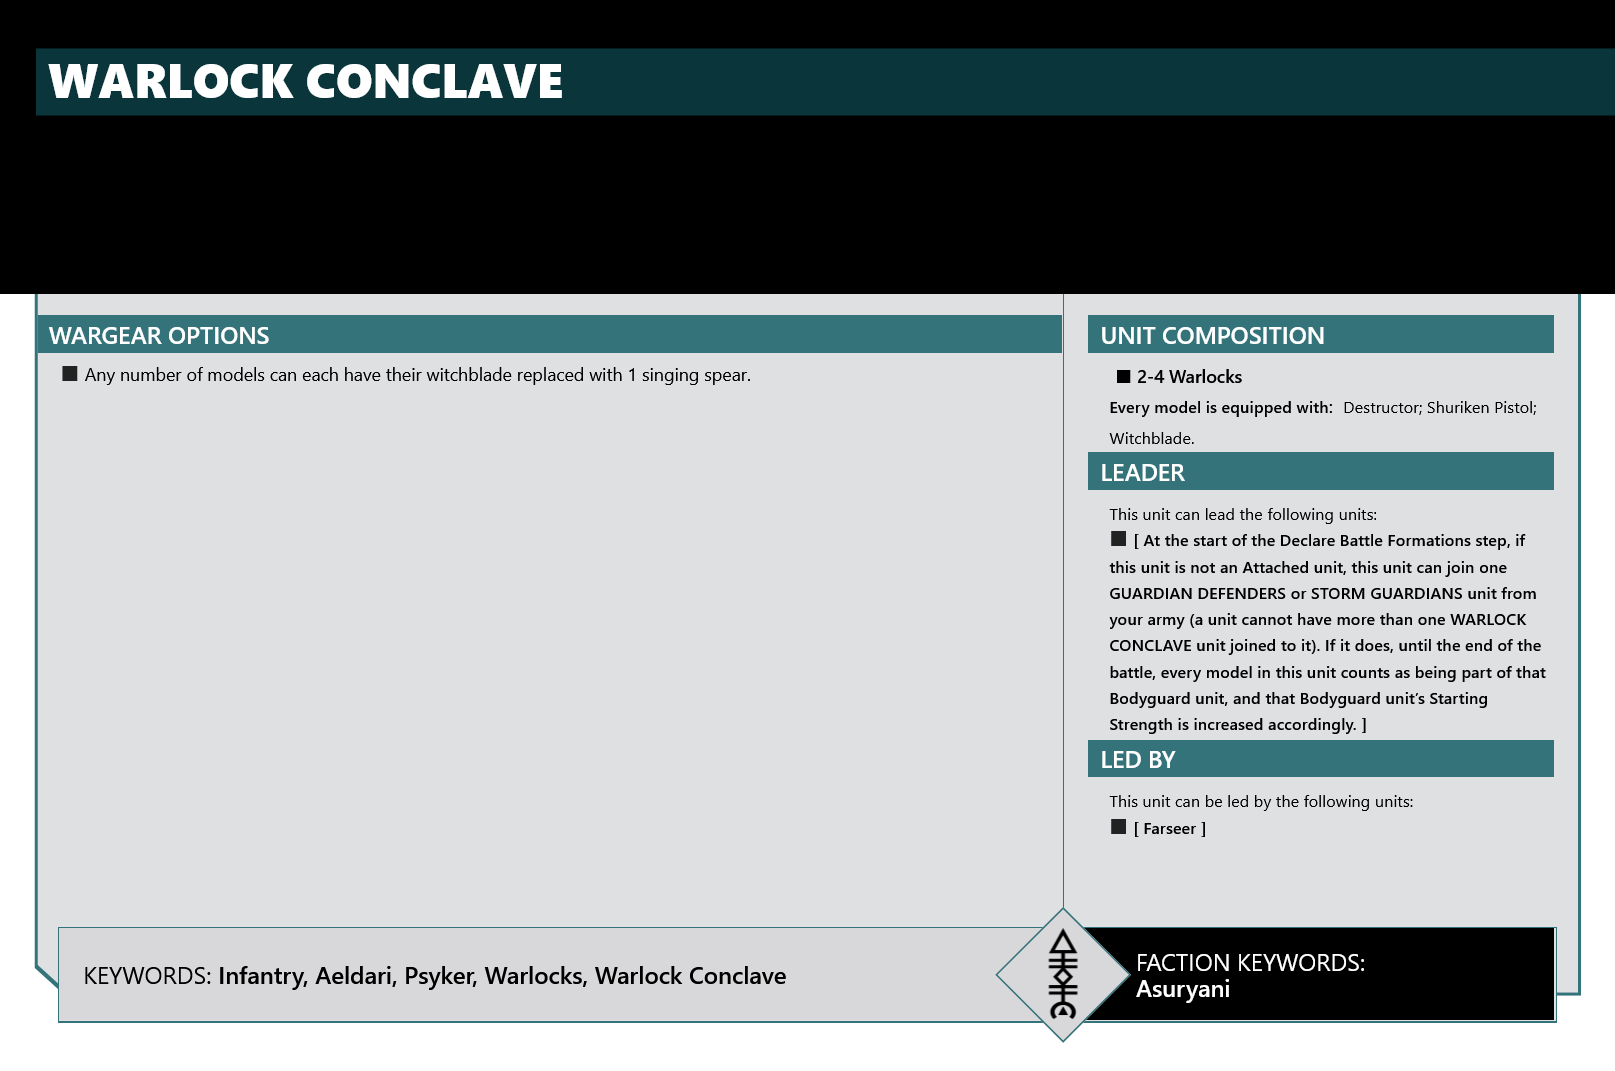 WARLOCK CONCLAVE
WARGEAR OPTIONS
■ Any number of models can each have their witchblade replaced with 1 singing spear.
UNIT COMPOSITION
■ 2-4 Warlocks
Every model is equipped with: Destructor; Shuriken Pistol;
Witchblade.
LEADER
This unit can lead the following units:
■ [ At the start of the Declare Battle Formations step, if
this unit is not an Attached unit, this unit can join one
GUARDIAN DEFENDERS or STORM GUARDIANS unit from
your army (a unit cannot have more than one WARLOCK
CONCLAVE unit joined to it). If it does, until the end of the
battle, every model in this unit counts as being part of that
Bodyguard unit, and that Bodyguard unit's Starting
Strength is increased accordingly. ]
LED BY
This unit can be led by the following units:
■ [ Farseer ]
KEYWORDS: Infantry, Aeldari, Psyker, Warlocks, Warlock Conclave
FACTION KEYWORDS:
Asuryani